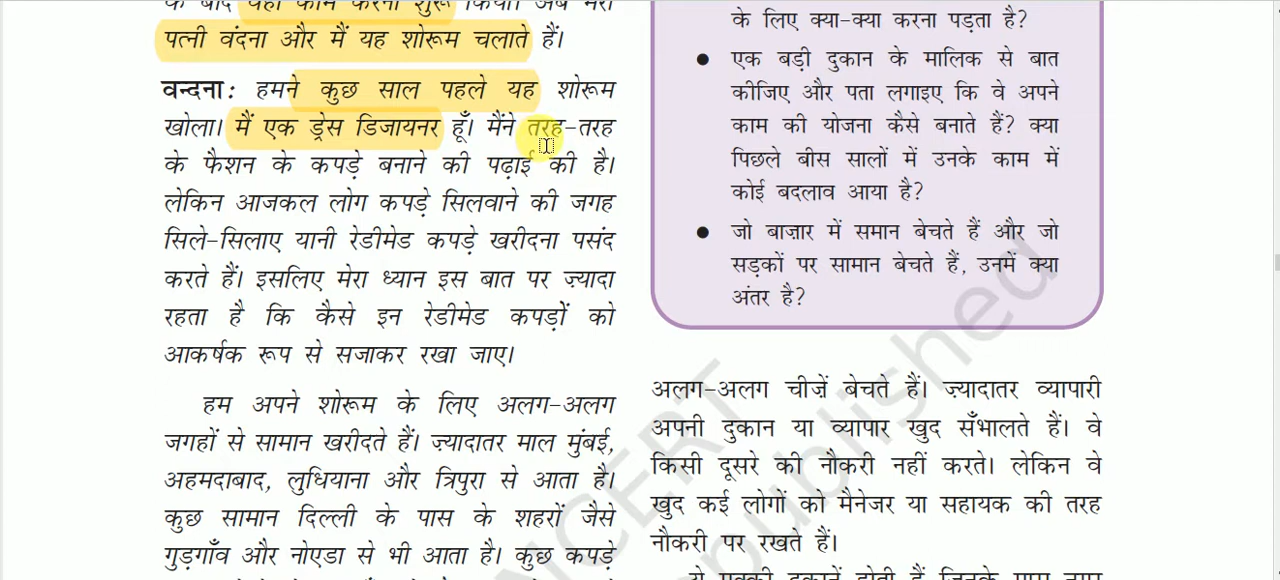 के बाद यहाँ काम करना शुरू किया। अब मेरी
पत्नी वंदना और मैं यह शोरूम चलाते हैं।
वन्दना: हमने कुछ साल पहले यह शोरूम
खोला। मैं एक ड्रेस डिजायनर हूँ। मैंने तरह-तरह
के फैशन के कपड़े बनाने की पढ़ाई की है।
लेकिन आजकल लोग कपड़े सिलवाने की जगह
सिले-सिलाए यानी रेडीमेड कपड़े खरीदना पसंद
करते हैं। इसलिए मेरा ध्यान इस बात पर ज़्यादा
रहता है कि कैसे इन रेडीमेड कपड़ों को
आकर्षक रूप से सजाकर रखा जाए।
हम अपने शोरूम के लिए अलग-अलग
जगहों से सामान खरीदते हैं। ज़्यादातर माल मुंबई,
अहमदाबाद, लुधियाना और त्रिपुरा से आता है।
कुछ सामान दिल्ली के पास के शहरों जैसे
गुड़गाँव और नोएडा से भी आता है। कुछ कपड़े
के लिए क्या-क्या करना पड़ता है?
● एक बड़ी दुकान के मालिक से बात
कीजिए और पता लगाइए कि वे अपने
काम की योजना कैसे बनाते हैं? क्या
पिछले बीस सालों में उनके काम में
कोई बदलाव आया है?
● जो बाज़ार में समान बेचते हैं और जो
सड़कों पर सामान बेचते हैं, उनमें क्या
अंतर है?
अलग-अलग चीज़ें बेचते हैं। ज़्यादातर व्यापारी
अपनी दुकान या व्यापार खुद सँभालते हैं। वे
किसी दूसरे की नौकरी नहीं करते। लेकिन वे
खुद कई लोगों को मैनेजर या सहायक की तरह
नौकरी पर रखते हैं।
NCERT
published